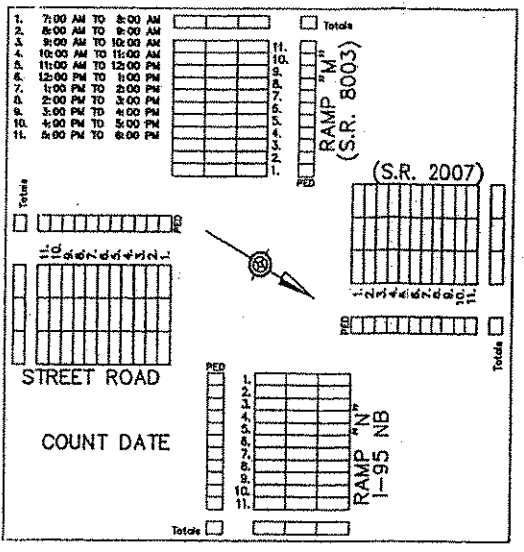 1. 7:00 AM TO 8:00 AM
2. 8:00 AM TO 9:00 AM
3. 9:00 AM TO 10:00 AM
4. 10:00 AM TO 11:00 AM
5. 11:00 AM TO 12:00 PM
6. 12:00 PM TO 1:00 PM
7. 1:00 PM TO 2:00 PM
8. 2:00 PM TO 3:00 PM
9. 3:00 PM TO 4:00 PM
10. 4:00 PM TO 5:00 PM
11. 5:00 PM TO 6:00 PM
Totals
11.
10.
9.
8.
7.
6.
5.
4.
3.
2.
1.
PED
RAMP "M"
(S.R. 8003)
(S.R. 2007)
1. 2. 3. 4. 5. 6. 7. 8. 9. 10. 11.
PED
Totals
Totals
PED
11. 10. 9. 8. 7. 6. 5. 4. 3. 2. 1.
STREET ROAD
COUNT DATE
PED
1.
2.
3.
4.
5.
6.
7.
8.
9.
10.
11.
Totals
RAMP "N"
I-95 NB